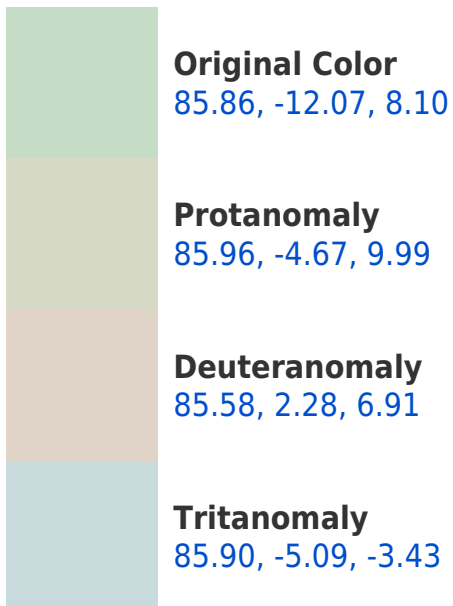 Original Color
85.86, -12.07, 8.10
Protanomaly
85.96, -4.67, 9.99
Deuteranomaly
85.58, 2.28, 6.91
Tritanomaly
85.90, -5.09, -3.43